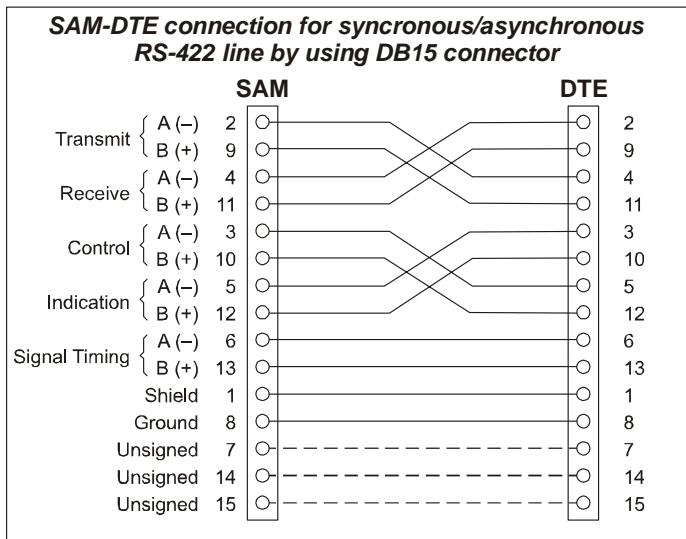 SAM-DTE connection for syncronous/asynchronous
RS-422 line by using DB15 connector
SAM DTE
Transmit A (–) 2 2
B (+) 9 9
Receive A (–) 4 4
B (+) 11 11
Control A (–) 3 3
B (+) 10 10
Indication A (–) 5 5
B (+) 12 12
Signal Timing A (–) 6 6
B (+) 13 13
Shield 1 1
Ground 8 8
Unsigned 7 7
Unsigned 14 14
Unsigned 15 15